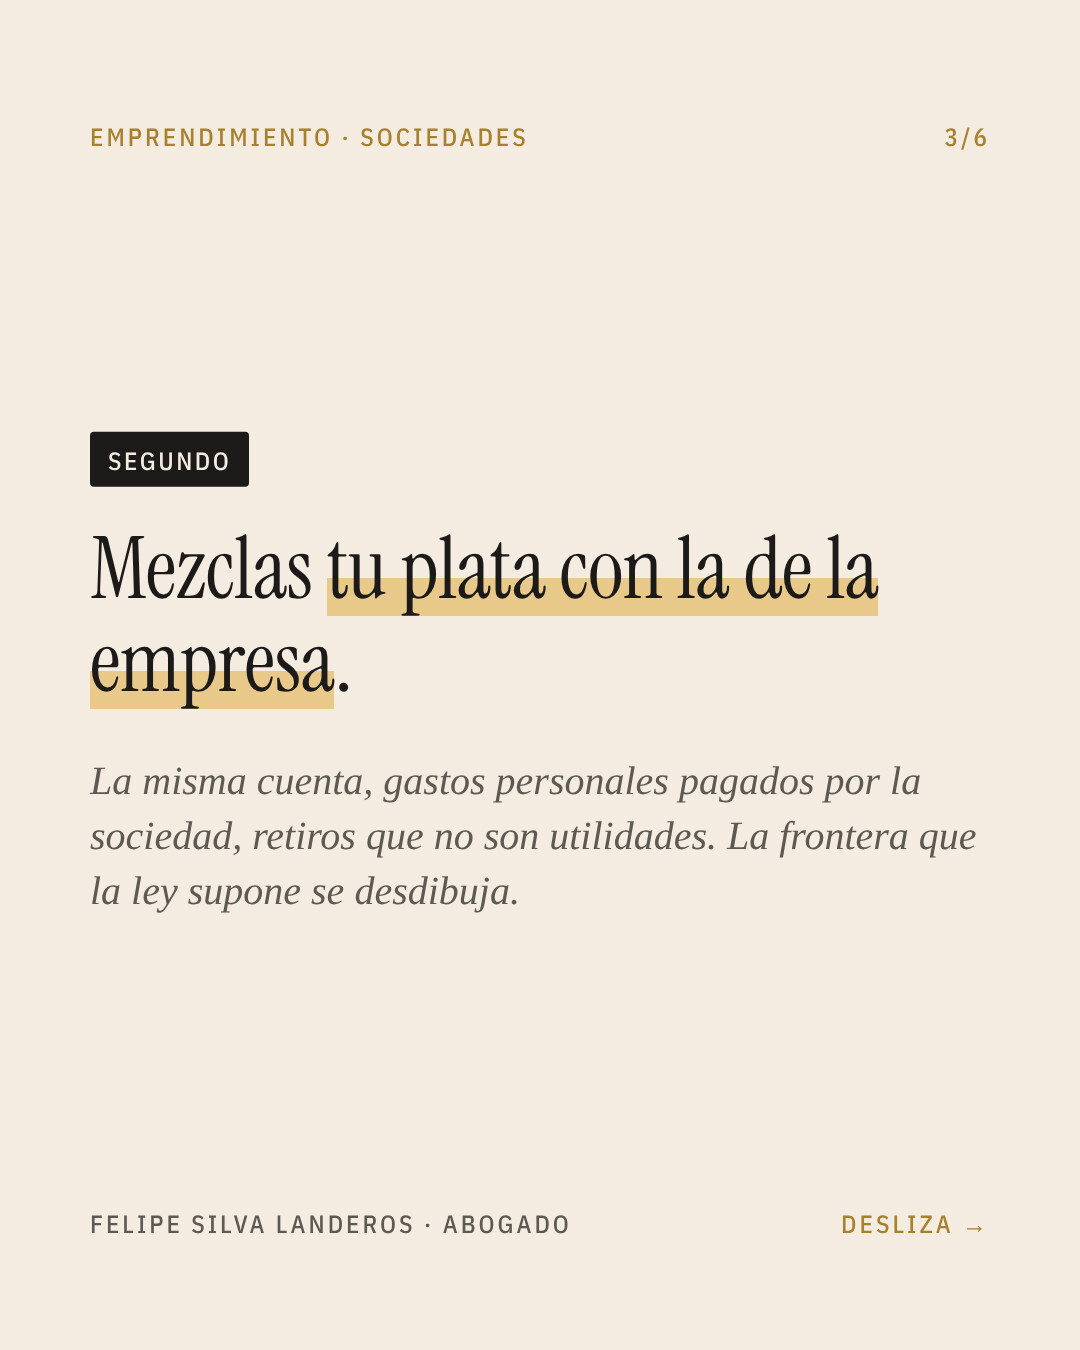 EMPRENDIMIENTO · SOCIEDADES
3/6
SEGUNDO
Mezclas tu plata con la de la
empresa.
La misma cuenta, gastos personales pagados por la
sociedad, retiros que no son utilidades. La frontera que
la ley supone se desdibuja.
FELIPE SILVA LANDEROS · ABOGADO
DESLIZA →